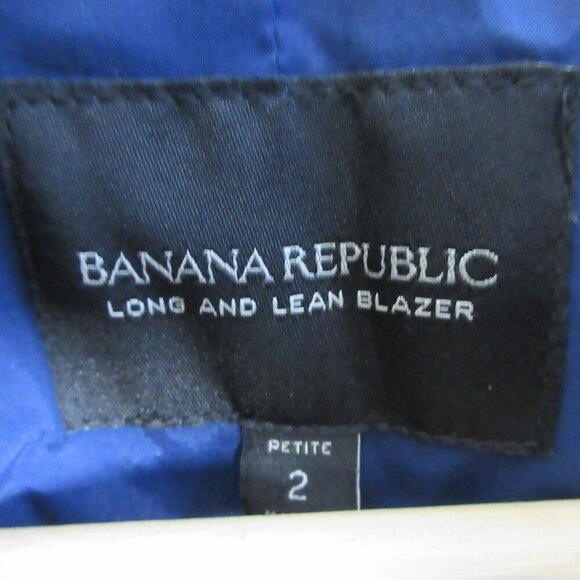 BANANA REPUBLIC
LONG AND LEAN BLAZER
PETITE
2